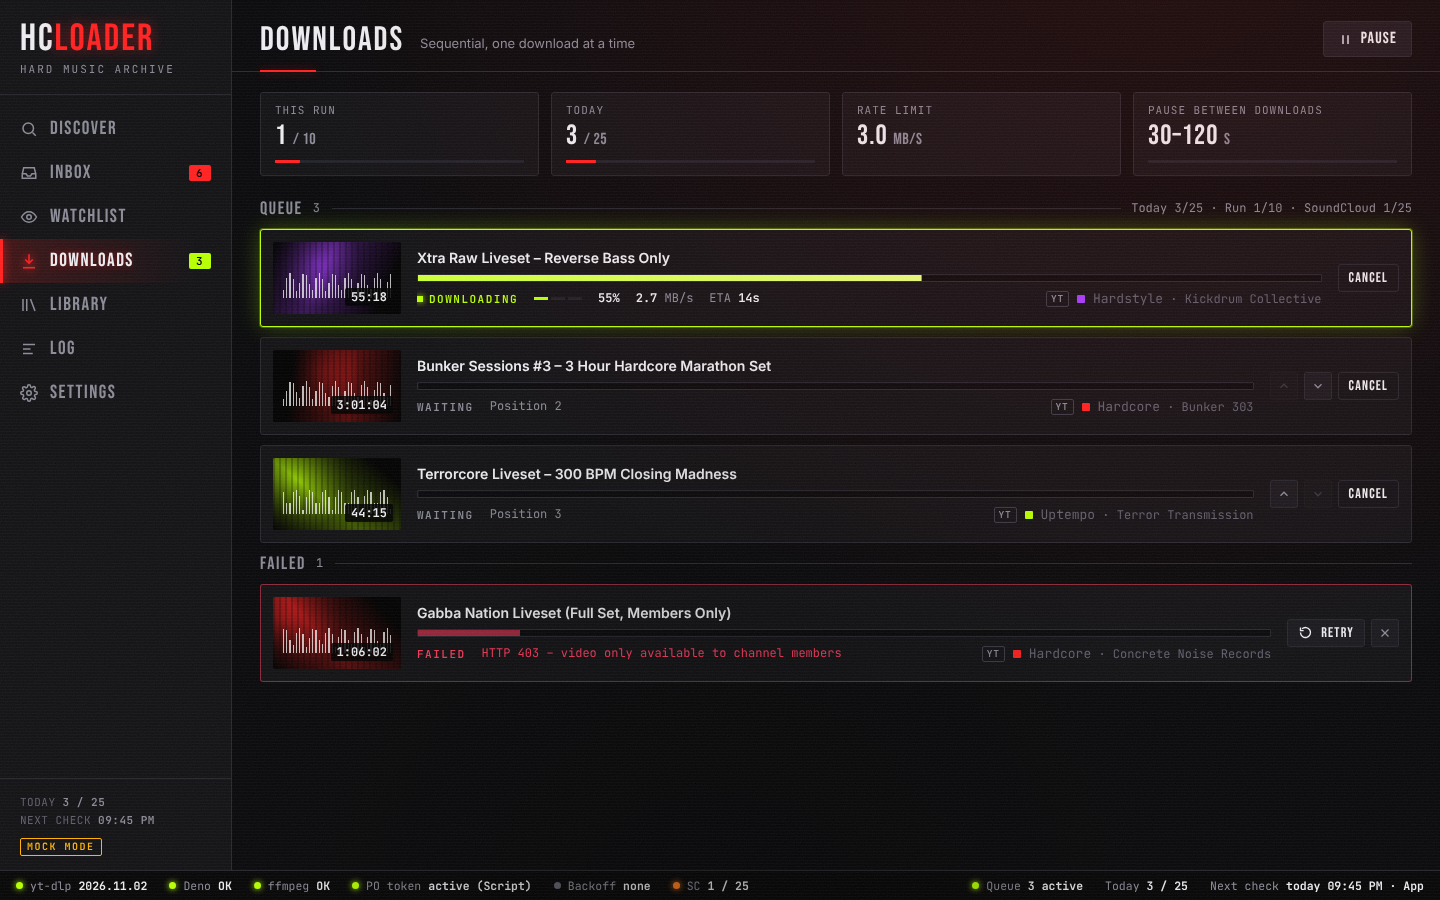 HCLOADER
HARD MUSIC ARCHIVE
DISCOVER
INBOX 6
WATCHLIST
DOWNLOADS 3
LIBRARY
LOG
SETTINGS
TODAY 3 / 25
NEXT CHECK 09:45 PM
MOCK MODE
DOWNLOADS Sequential, one download at a time
PAUSE
THIS RUN
1 / 10
TODAY
3 / 25
RATE LIMIT
3.0 MB/S
PAUSE BETWEEN DOWNLOADS
30–120 S
QUEUE 3
Today 3/25 · Run 1/10 · SoundCloud 1/25
55:18
Xtra Raw Liveset – Reverse Bass Only
DOWNLOADING 55% 2.7 MB/s ETA 14s
YT Hardstyle · Kickdrum Collective
CANCEL
3:01:04
Bunker Sessions #3 – 3 Hour Hardcore Marathon Set
WAITING Position 2
YT Hardcore · Bunker 303
CANCEL
44:15
Terrorcore Liveset – 300 BPM Closing Madness
WAITING Position 3
YT Uptempo · Terror Transmission
CANCEL
FAILED 1
1:06:02
Gabba Nation Liveset (Full Set, Members Only)
FAILED HTTP 403 – video only available to channel members
YT Hardcore · Concrete Noise Records
RETRY
yt-dlp 2026.11.02 Deno OK ffmpeg OK PO token active (Script) Backoff none SC 1 / 25
Queue 3 active Today 3 / 25 Next check today 09:45 PM · App